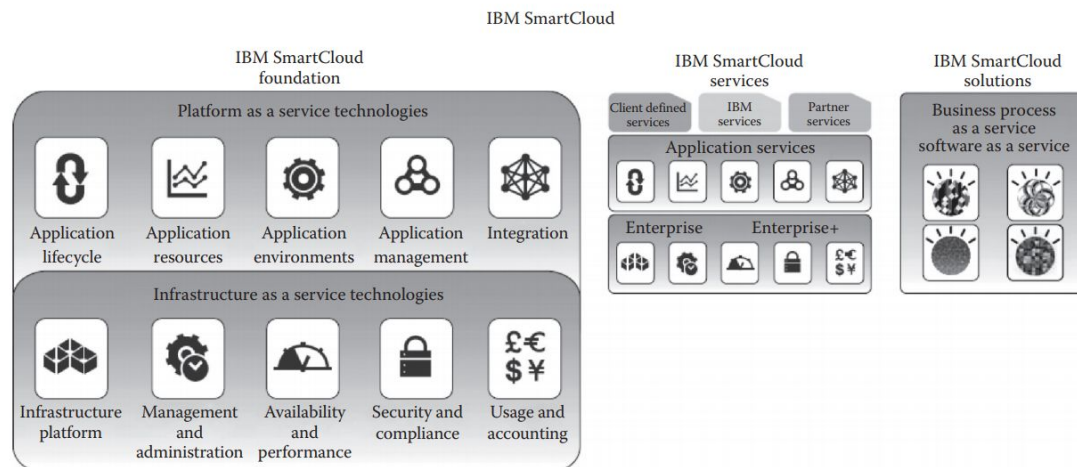 IBM SmartCloud
IBM SmartCloud
foundation
Platform as a service technologies
Application
lifecycle
Application
resources
Application
environments
Application
management
Integration
Infrastructure as a service technologies
Infrastructure
platform
Management
and
administration
Availability
and
performance
Security and
compliance
£€
$¥
Usage and
accounting
IBM SmartCloud
services
Client defined
services
IBM
services
Partner
services
Application services
Enterprise
Enterprise+
£€
$¥
IBM SmartCloud
solutions
Business process
as a service
software as a service